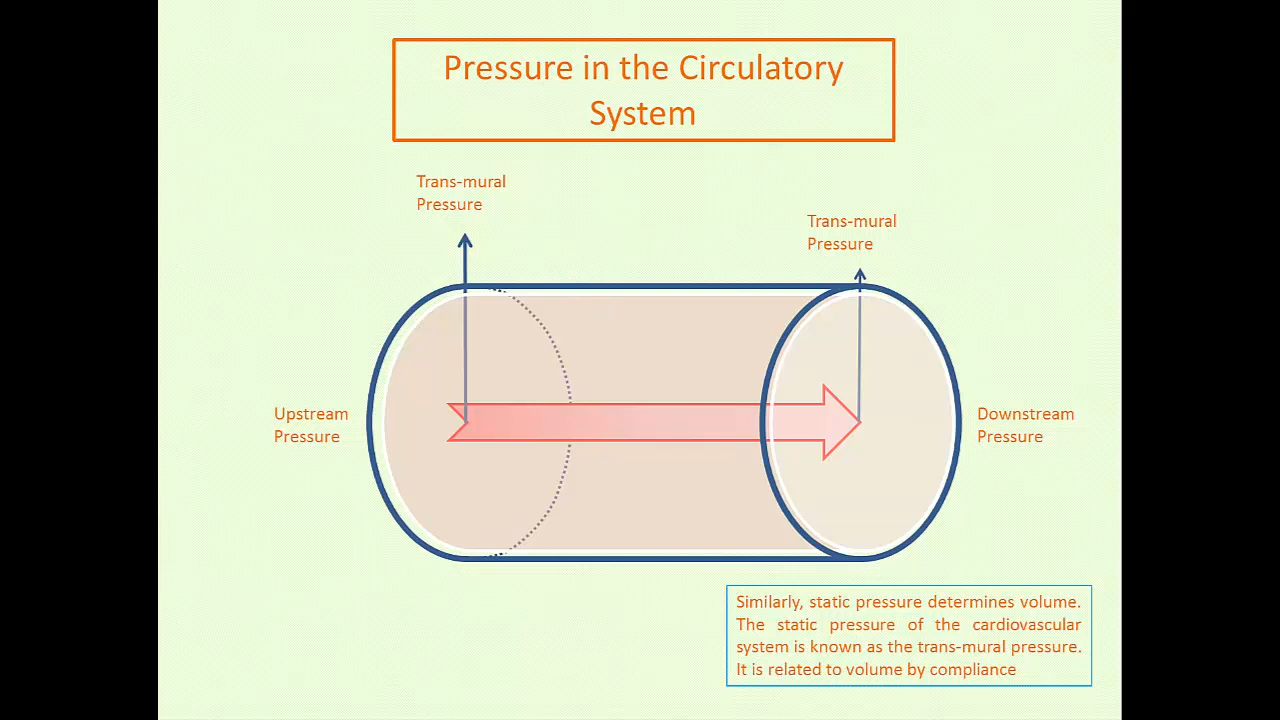 Pressure in the Circulatory
System
Trans-mural
Pressure
Trans-mural
Pressure
Upstream
Pressure
Downstream
Pressure
Similarly, static pressure determines volume.
The static pressure of the cardiovascular
system is known as the trans-mural pressure.
It is related to volume by compliance